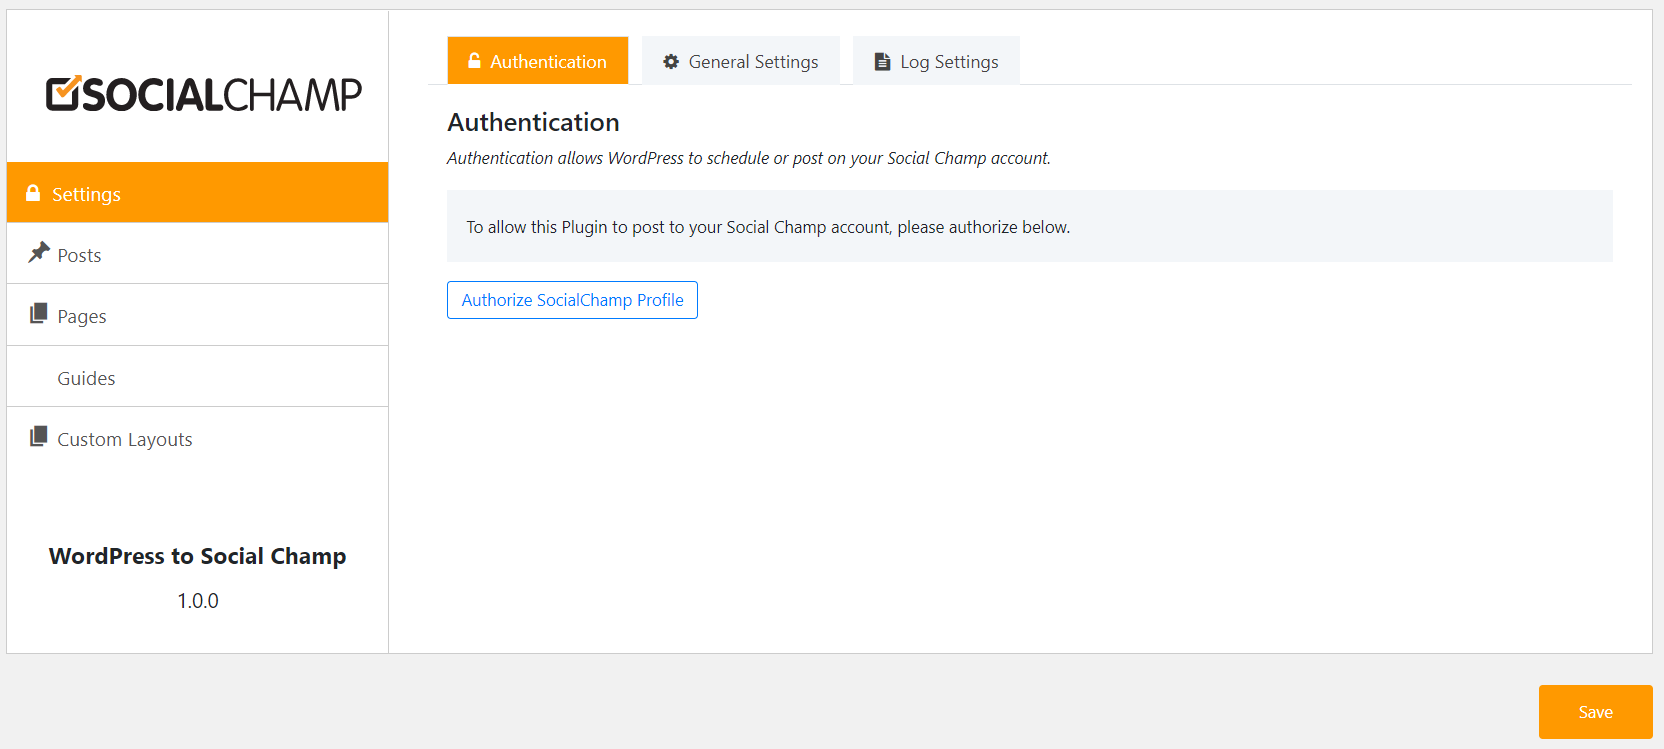 SOCIALCHAMP
Settings
Posts
Pages
Guides
Custom Layouts
WordPress to Social Champ
1.0.0
Authentication
General Settings
Log Settings
Authentication
Authentication allows WordPress to schedule or post on your Social Champ account.
To allow this Plugin to post to your Social Champ account, please authorize below.
Authorize SocialChamp Profile
Save